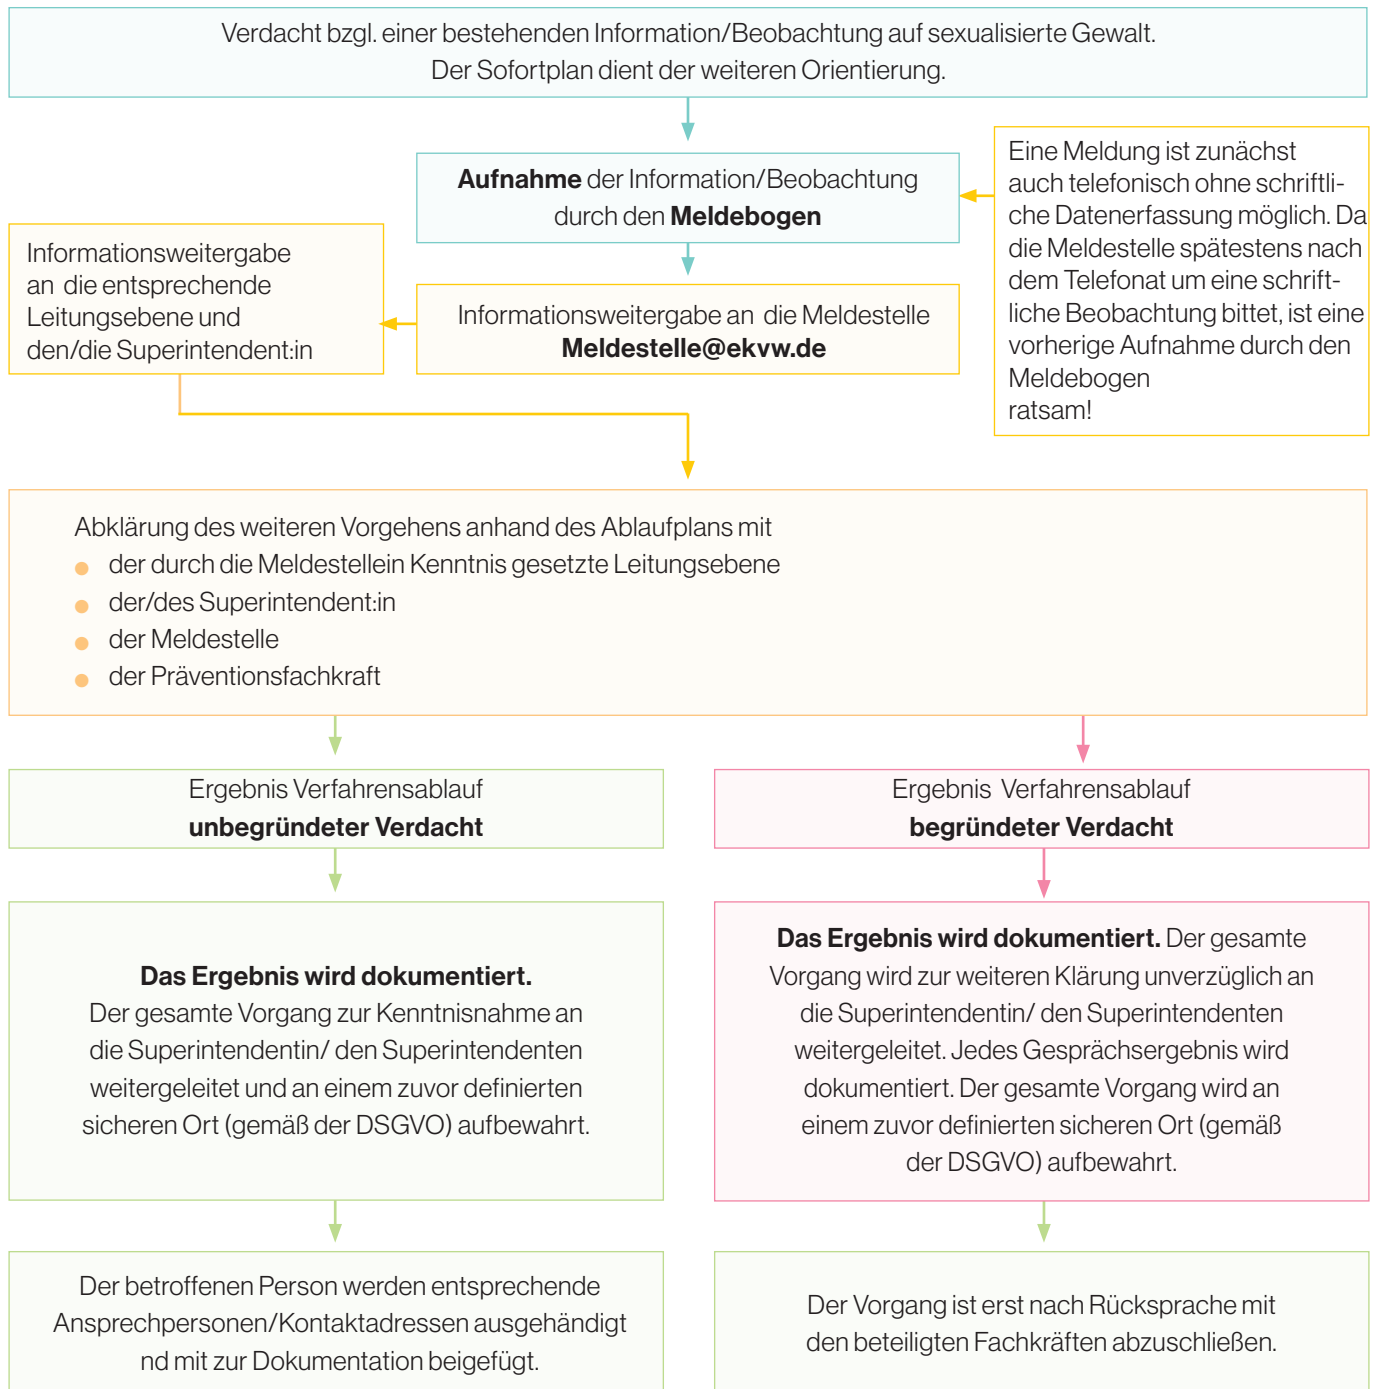 Verdacht bzgl. einer bestehenden Information/Beobachtung auf sexualisierte Gewalt.
Der Sofortplan dient der weiteren Orientierung.
Aufnahme der Information/Beobachtung
durch den Meldebogen
Eine Meldung ist zunächst
auch telefonisch ohne schriftli-
che Datenerfassung möglich. Da
die Meldestelle spätestens nach
dem Telefonat um eine schrift-
liche Beobachtung bittet, ist eine
vorherige Aufnahme durch den
Meldebogen
ratsam!
Informationsweitergabe an die Meldestelle
Meldestelle@ekvw.de
Informationsweitergabe
an die entsprechende
Leitungsebene und
den/die Superintendent:in
Abklärung des weiteren Vorgehens anhand des Ablaufplans mit
der durch die Meldestellein Kenntnis gesetzte Leitungsebene
der/des Superintendent:in
der Meldestelle
der Präventionsfachkraft
Ergebnis Verfahrensablauf
unbegründeter Verdacht
Das Ergebnis wird dokumentiert.
Der gesamte Vorgang zur Kenntnisnahme an
die Superintendentin/ den Superintendenten
weitergeleitet und an einem zuvor definierten
sicheren Ort (gemäß der DSGVO) aufbewahrt.
Der betroffenen Person werden entsprechende
Ansprechpersonen/Kontaktadressen ausgehändigt
nd mit zur Dokumentation beigefügt.
Ergebnis Verfahrensablauf
begründeter Verdacht
Das Ergebnis wird dokumentiert. Der gesamte
Vorgang wird zur weiteren Klärung unverzüglich an
die Superintendentin/ den Superintendenten
weitergeleitet. Jedes Gesprächsergebnis wird
dokumentiert. Der gesamte Vorgang wird an
einem zuvor definierten sicheren Ort (gemäß
der DSGVO) aufbewahrt.
Der Vorgang ist erst nach Rücksprache mit
den beteiligten Fachkräften abzuschließen.